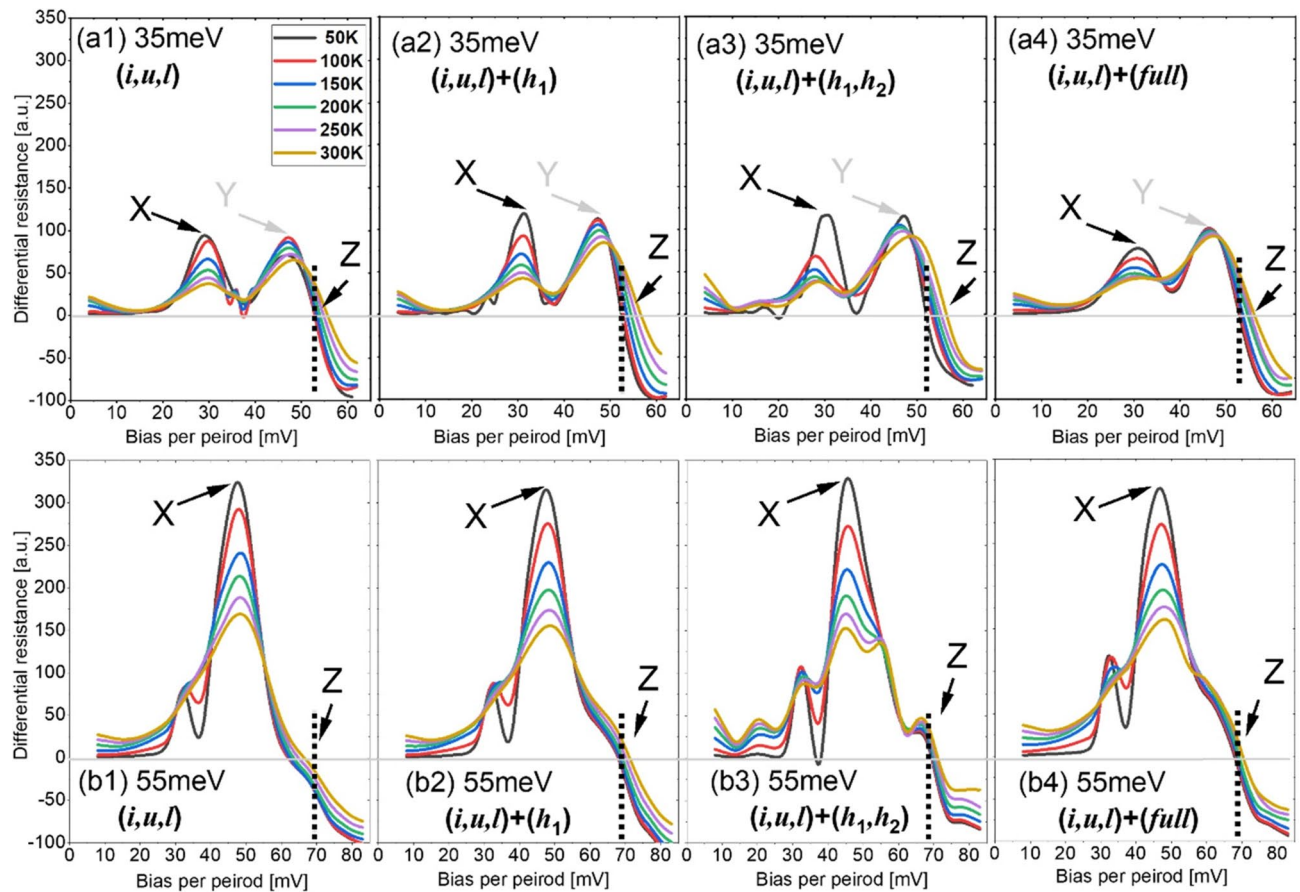 (a1) 35meV
(i,u,l)
50K
100K
150K
200K
250K
300K
X
Y
Z
(a2) 35meV
(i,u,l)+(h1)
X
Y
Z
(a3) 35meV
(i,u,l)+(h1,h2)
X
Y
Z
(a4) 35meV
(i,u,l)+(full)
X
Y
Z
Differential resistance [a.u.]
350
300
250
200
150
100
50
0
-50
-100
0 10 20 30 40 50 60
0 10 20 30 40 50 60
0 10 20 30 40 50 60
0 10 20 30 40 50 60
Bias per peirod [mV]
Bias per peirod [mV]
Bias per peirod [mV]
Bias per peirod [mV]
Differential resistance [a.u.]
350
300
250
200
150
100
50
0
-50
-100
X
Z
(b1) 55meV
(i,u,l)
X
Z
(b2) 55meV
(i,u,l)+(h1)
X
Z
(b3) 55meV
(i,u,l)+(h1,h2)
X
Z
(b4) 55meV
(i,u,l)+(full)
0 10 20 30 40 50 60 70 80
0 10 20 30 40 50 60 70 80
0 10 20 30 40 50 60 70 80
0 10 20 30 40 50 60 70 80
Bias per peirod [mV]
Bias per peirod [mV]
Bias per peirod [mV]
Bias per peirod [mV]